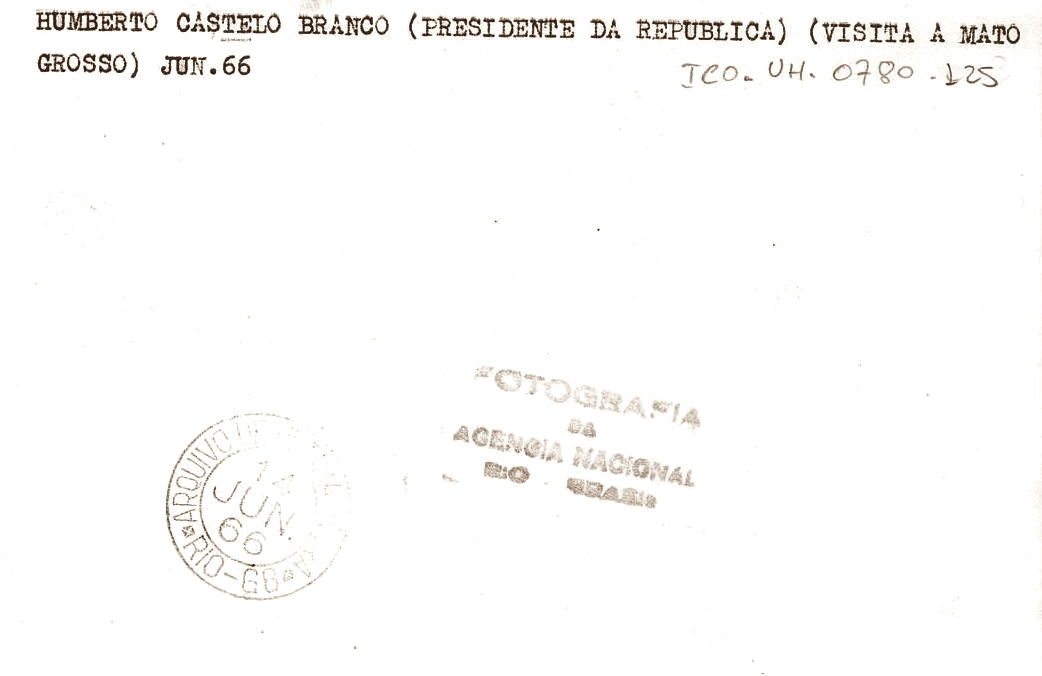 HUMBERTO CASTELO BRANCO (PRESIDENTE DA REPUBLICA) (VISITA A MATO
GROSSO) JUN.66
ICO. UH. 0780.125
FOTOGRAFIA
DA
AGENCIA NACIONAL
RIO - BRASIL
ARQUIVO
14
JUN.
66
RIO-GB